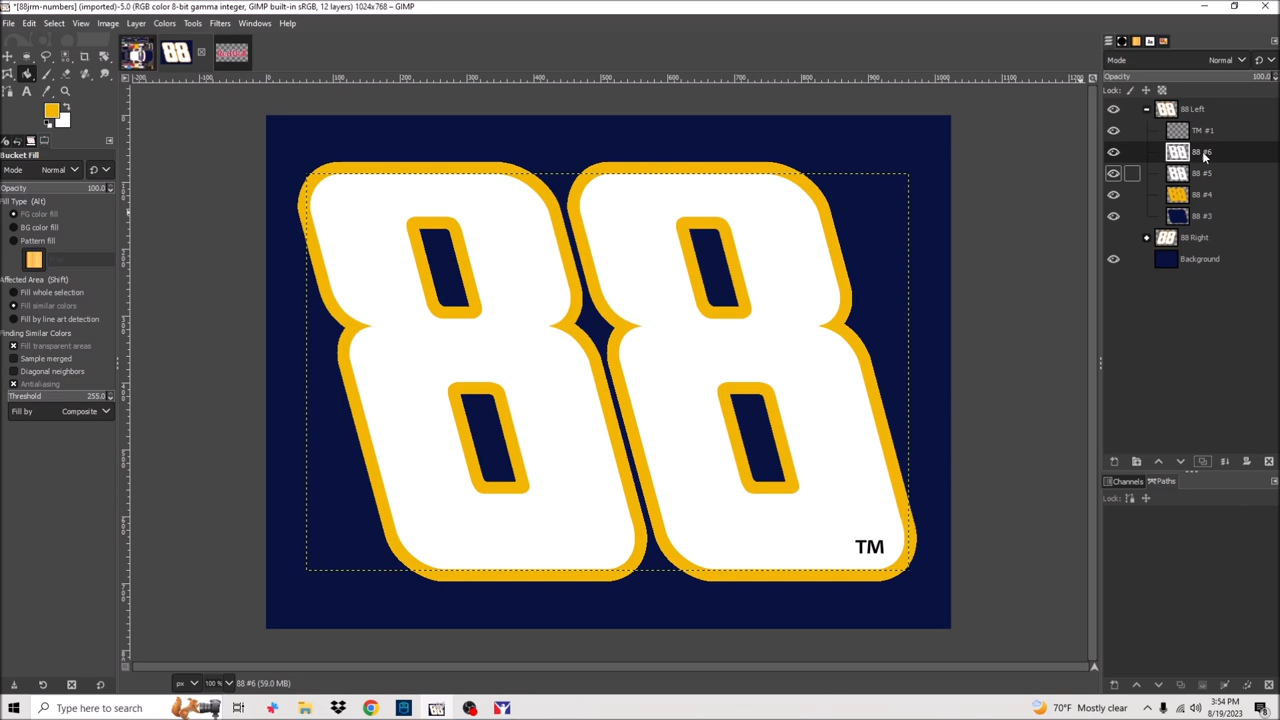 *[88jrm-numbers] (imported)-5.0 (RGB color 8-bit gamma integer, GIMP built-in sRGB, 12 layers) 1024x768 – GIMP
File Edit Select View Image Layer Colors Tools Filters Windows Help
Bucket Fill
Mode Normal
Opacity 100.0
Fill Type (Alt)
FG color fill
BG color fill
Pattern fill
Affected Area (Shift)
Fill whole selection
Fill similar colors
Fill by line art detection
Finding Similar Colors
Fill transparent areas
Sample merged
Diagonal neighbors
Antialiasing
Threshold 255.0
Fill by Composite
88
TM
px 100 % 88 #6 (59.0 MB)
Mode Normal
Opacity 100.0
Lock:
88 Left
TM #1
88 #6
88 #5
88 #4
88 #3
88 Right
Background
Channels Paths
Lock:
Type here to search
70°F Mostly clear
3:54 PM
8/19/2023